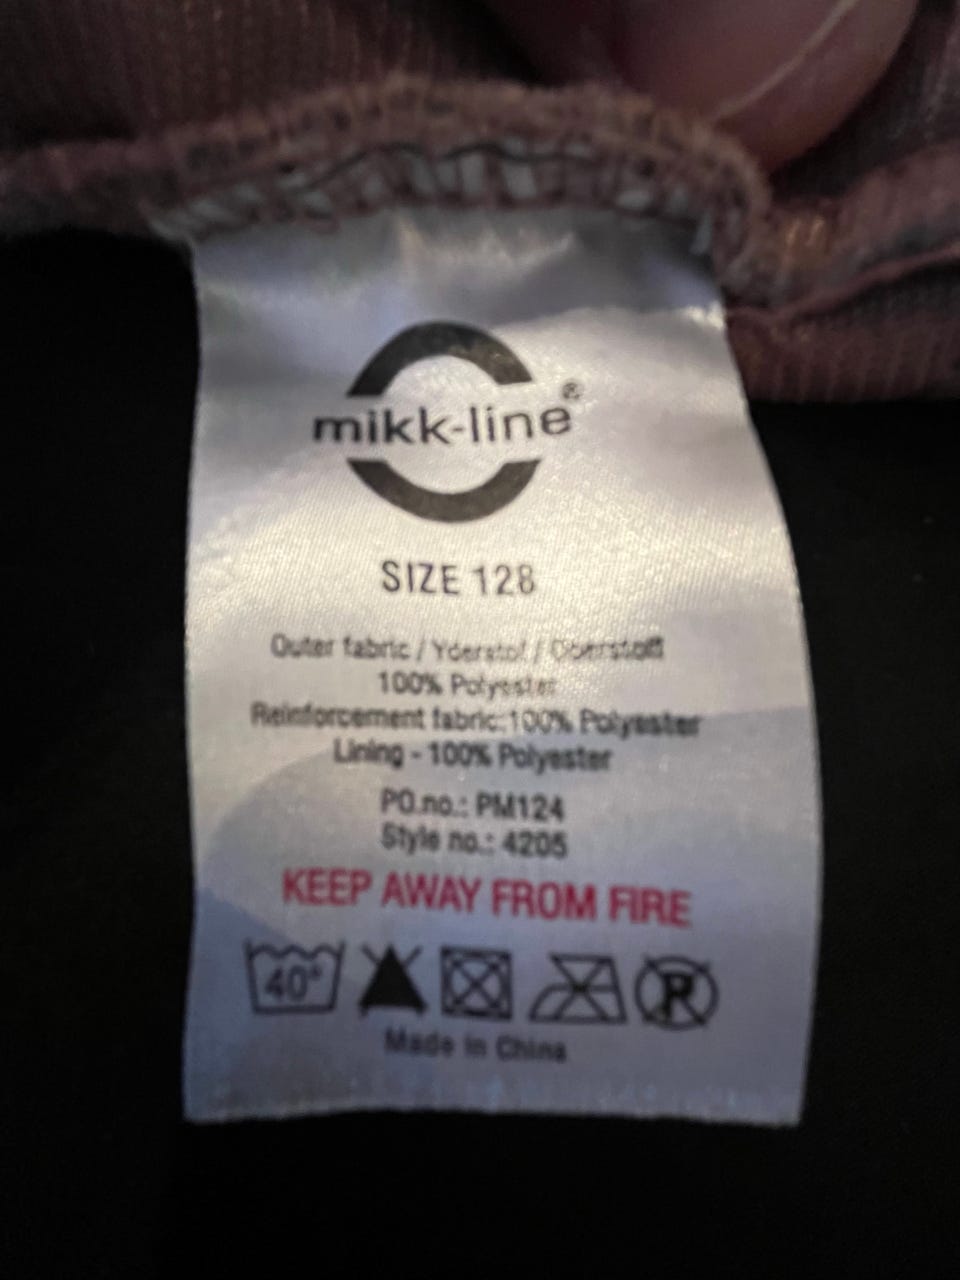 mikk-line®
SIZE 128
Outer fabric / Yderstof / Oberstoff
100% Polyester
Reinforcement fabric:100% Polyester
Lining - 100% Polyester
PO.no.: PM124
Style no.: 4205
KEEP AWAY FROM FIRE
40° P
Made in China